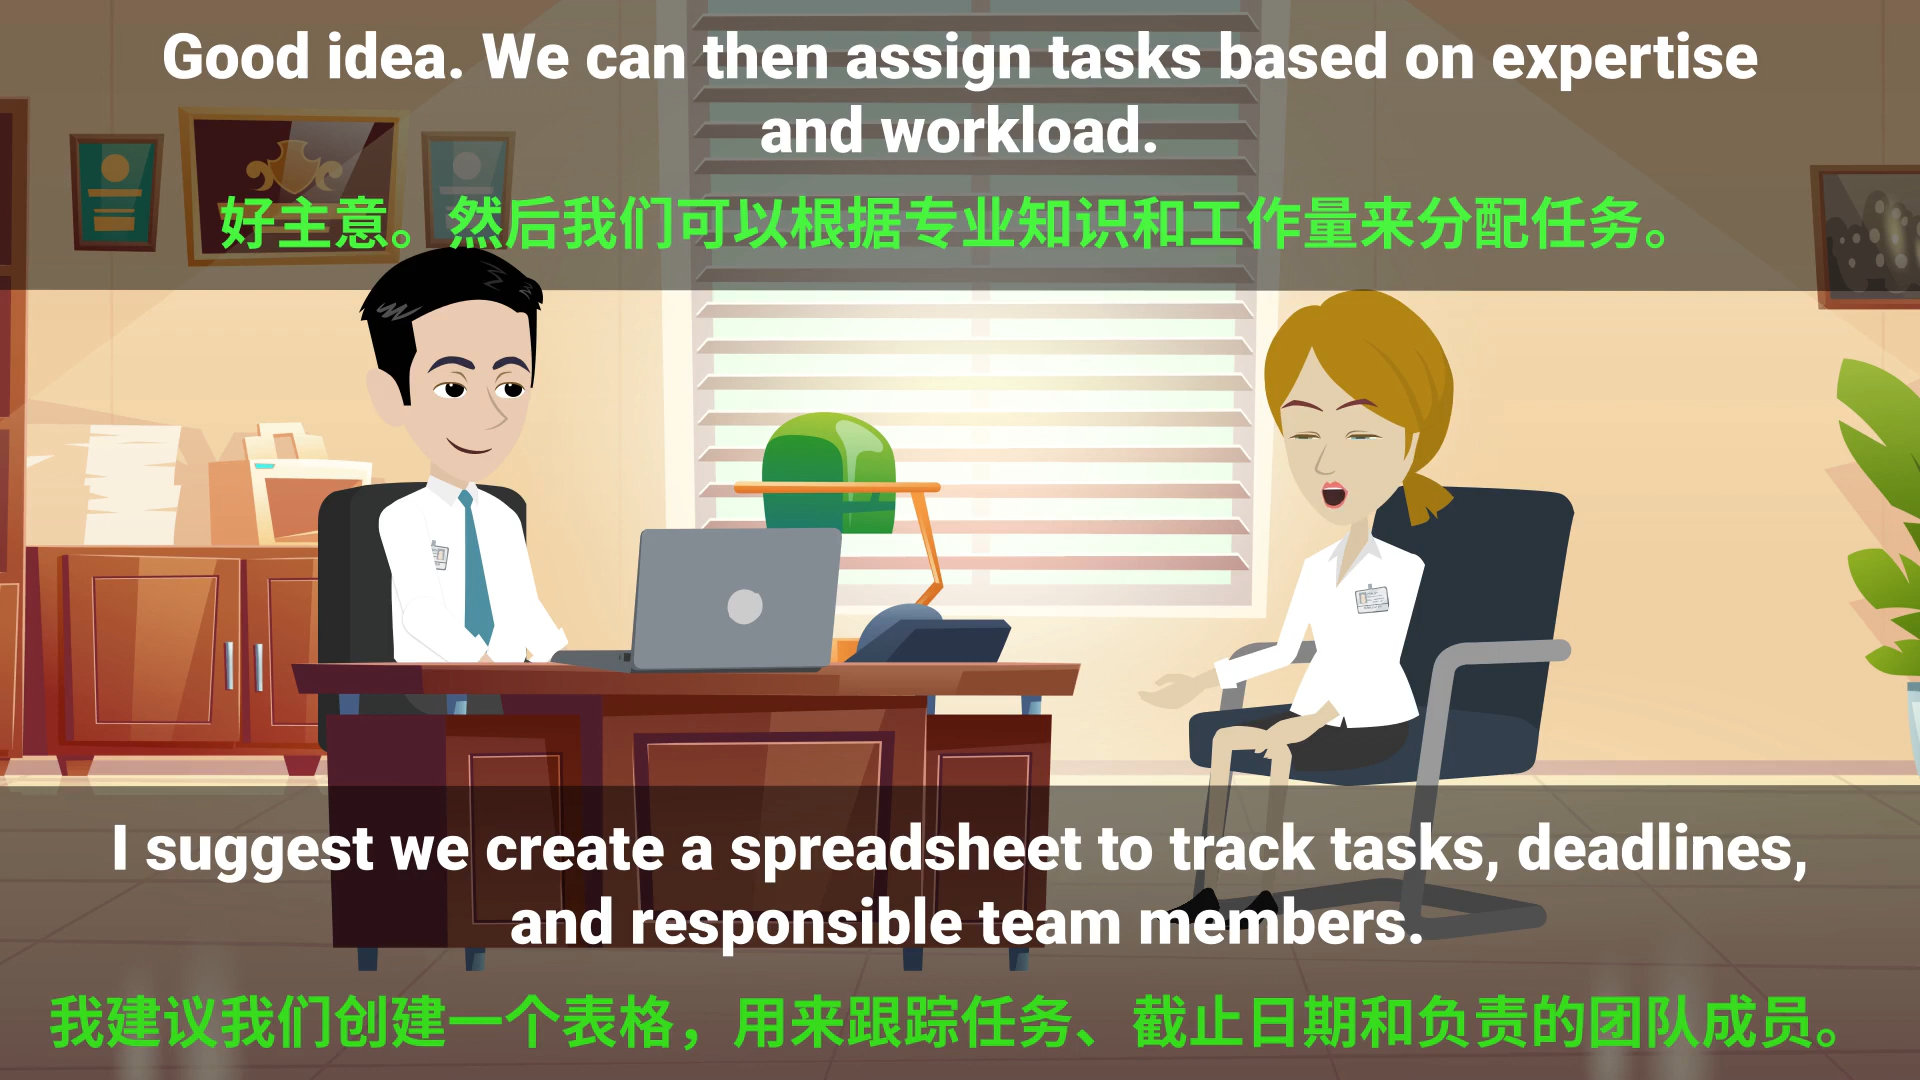 Good idea. We can then assign tasks based on expertise
and workload.
好主意。然后我们可以根据专业知识和工作量来分配任务。
I suggest we create a spreadsheet to track tasks, deadlines,
and responsible team members.
我建议我们创建一个表格，用来跟踪任务、截止日期和负责的团队成员。